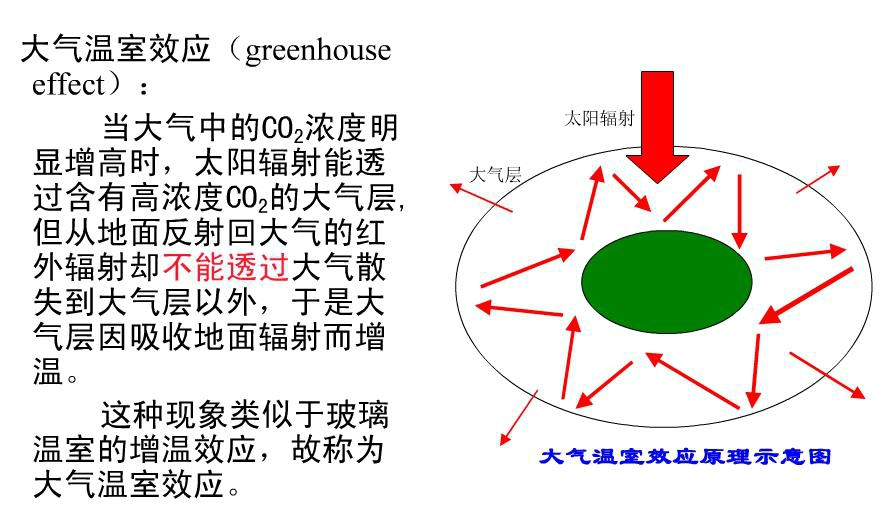 大气温室效应（greenhouse
effect）：
当大气中的CO₂浓度明
显增高时，太阳辐射能透
过含有高浓度CO₂的大气层,
但从地面反射回大气的红
外辐射却不能透过大气散
失到大气层以外，于是大
气层因吸收地面辐射而增
温。
这种现象类似于玻璃
温室的增温效应，故称为
大气温室效应。
太阳辐射
大气层
大气温室效应原理示意图